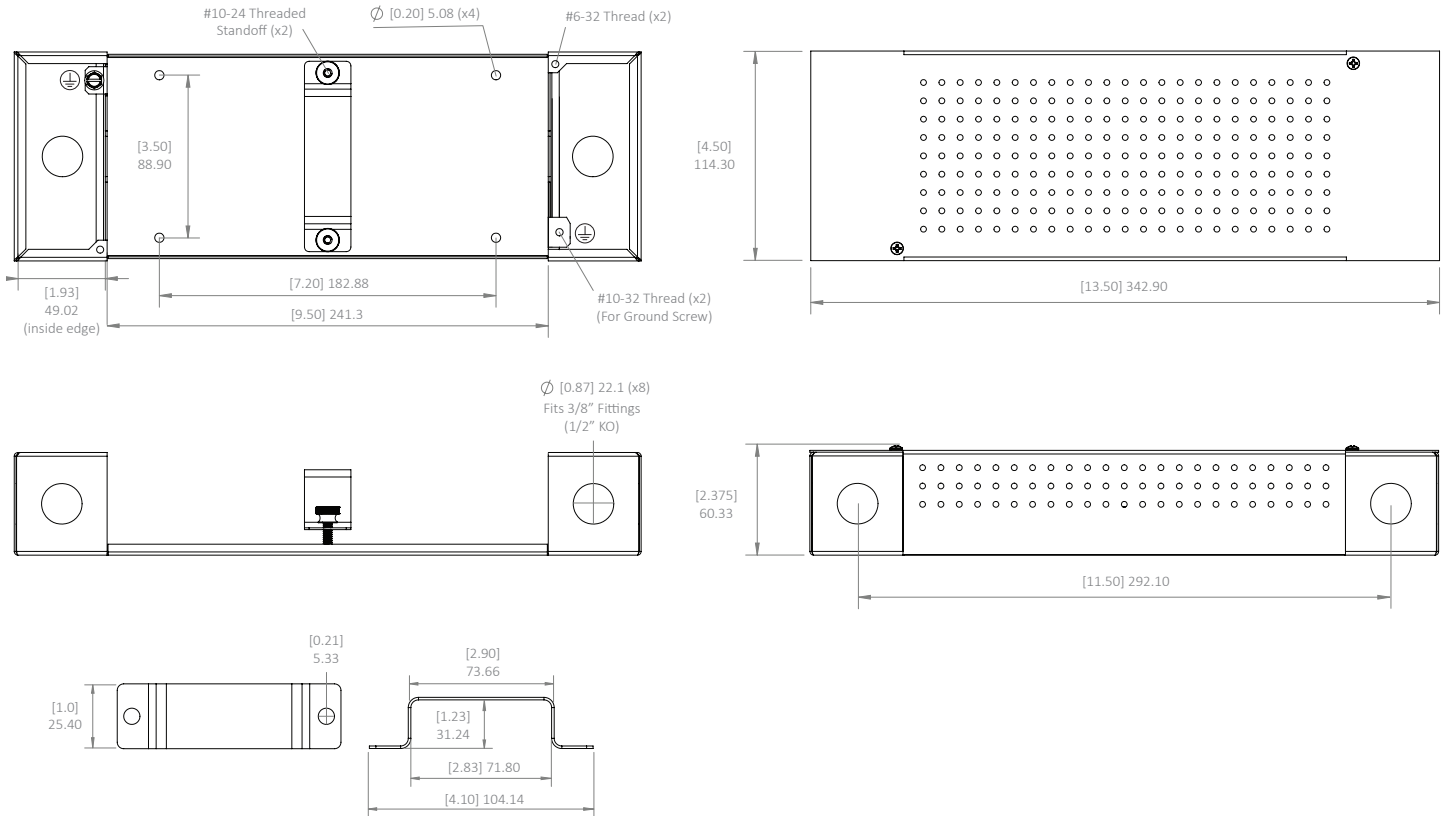 #10-24 Threaded
Standoff (x2)
[0.20] 5.08 (x4)
#6-32 Thread (x2)
[3.50]
88.90
[4.50]
114.30
[7.20] 182.88
[13.50] 342.90
[1.93]
49.02
(inside edge)
[9.50] 241.3
#10-32 Thread (x2)
(For Ground Screw)
[0.87] 22.1 (x8)
Fits 3/8” Fittings
(1/2” KO)
[2.375]
60.33
[11.50] 292.10
[0.21]
5.33
[2.90]
73.66
[1.0]
25.40
[1.23]
31.24
[2.83] 71.80
[4.10] 104.14